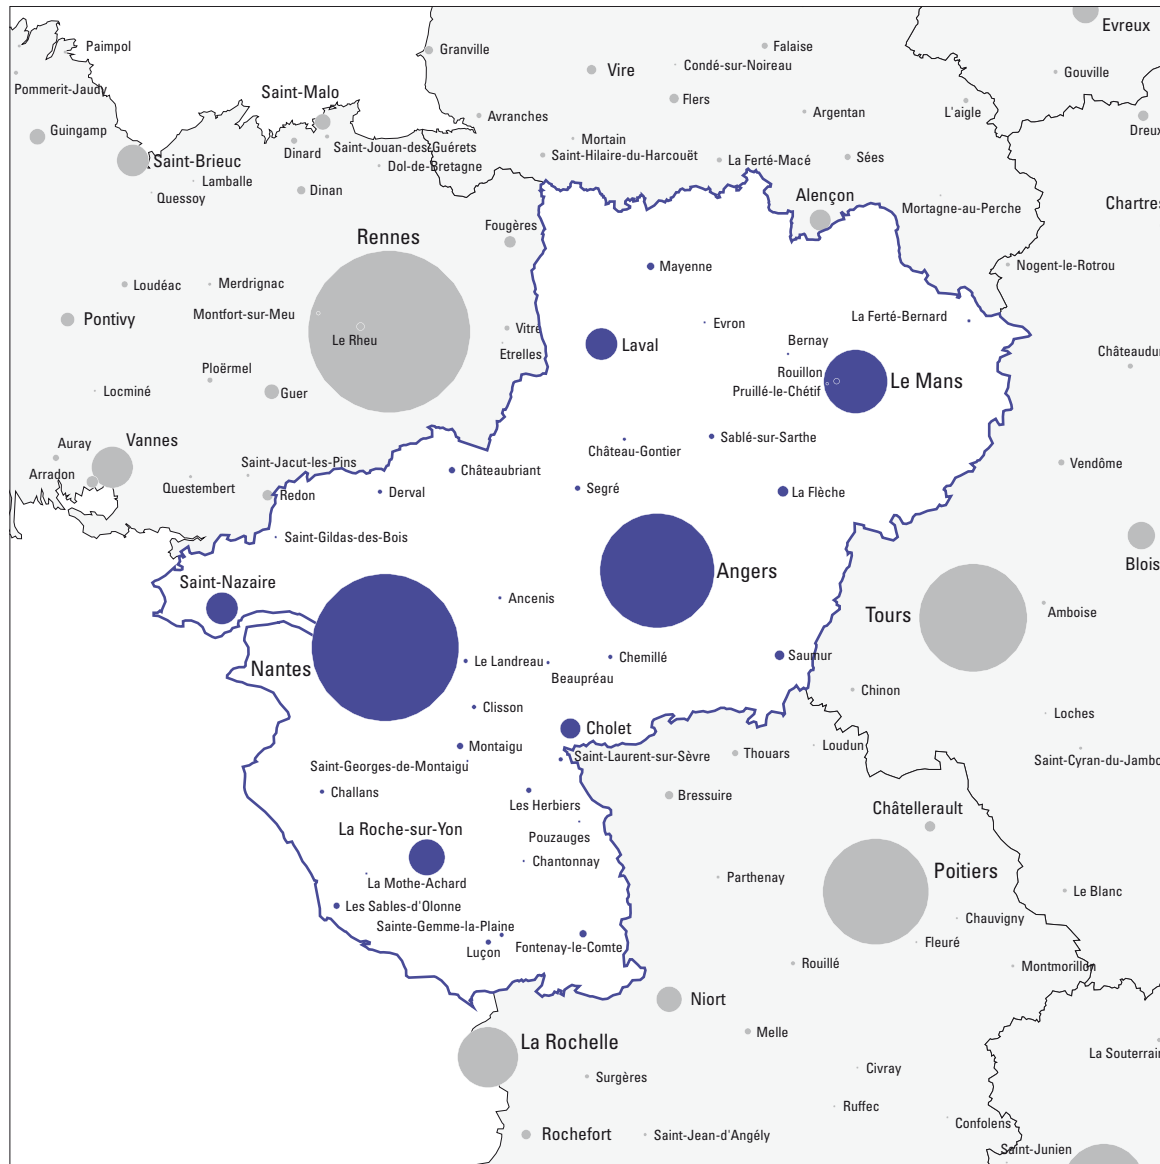 Evreux
Paimpol
Granville
Falaise
Vire
Condé-sur-Noireau
Gouville
Pommerit-Jaudy
Saint-Malo
Flers
L'aigle
Avranches
Argentan
Guingamp
Dreux
Mortain
Saint-Jouan-des-Guérets
Dinard
Saint-Hilaire-du-Harcouët
La Ferté-Macé
Sées
Saint-Brieuc
Dol-de-Bretagne
Lamballe
Dinan
Quessoy
Alençon
Chartres
Mortagne-au-Perche
Fougères
Rennes
Nogent-le-Rotrou
Mayenne
Loudéac
Merdrignac
Montfort-sur-Meu
La Ferté-Bernard
Pontivy
Evron
Vitré
Le Rheu
Bernay
Laval
Etrelles
Châteaudu
Ploërmel
Rouillon
Le Mans
Locminé
Guer
Pruillé-le-Chétif
Auray
Vannes
Sablé-sur-Sarthe
Château-Gontier
Saint-Jacut-les-Pins
Vendôme
Arradon
Châteaubriant
Questembert
Redon
Derval
Segré
La Flèche
Saint-Gildas-des-Bois
Blois
Angers
Saint-Nazaire
Ancenis
Tours
Amboise
Nantes
Le Landreau
Chemillé
Saumur
Beaupréau
Chinon
Clisson
Loches
Cholet
Montaigu
Loudun
Saint-Laurent-sur-Sèvre
Thouars
Saint-Cyran-du-Jambo
Saint-Georges-de-Montaigu
Challans
Bressuire
Les Herbiers
Châtellerault
La Roche-sur-Yon
Pouzauges
Chantonnay
Poitiers
Parthenay
La Mothe-Achard
Le Blanc
Les Sables-d'Olonne
Chauvigny
Sainte-Gemme-la-Plaine
Fleuré
Fontenay-le-Comte
Luçon
Rouillé
Montmorillon
Niort
Melle
La Rochelle
La Souterrain
Civray
Surgères
Ruffec
Confolens
Rochefort
Saint-Jean-d'Angély
Saint-Junien